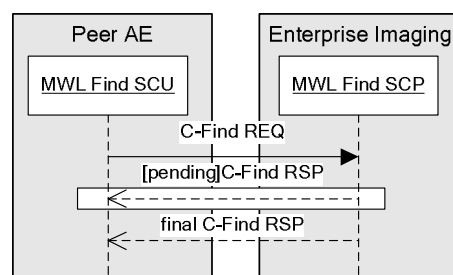 Peer AE
Enterprise Imaging
MWL Find SCU
MWL Find SCP
C-Find REQ
[pending]C-Find RSP
final C-Find RSP